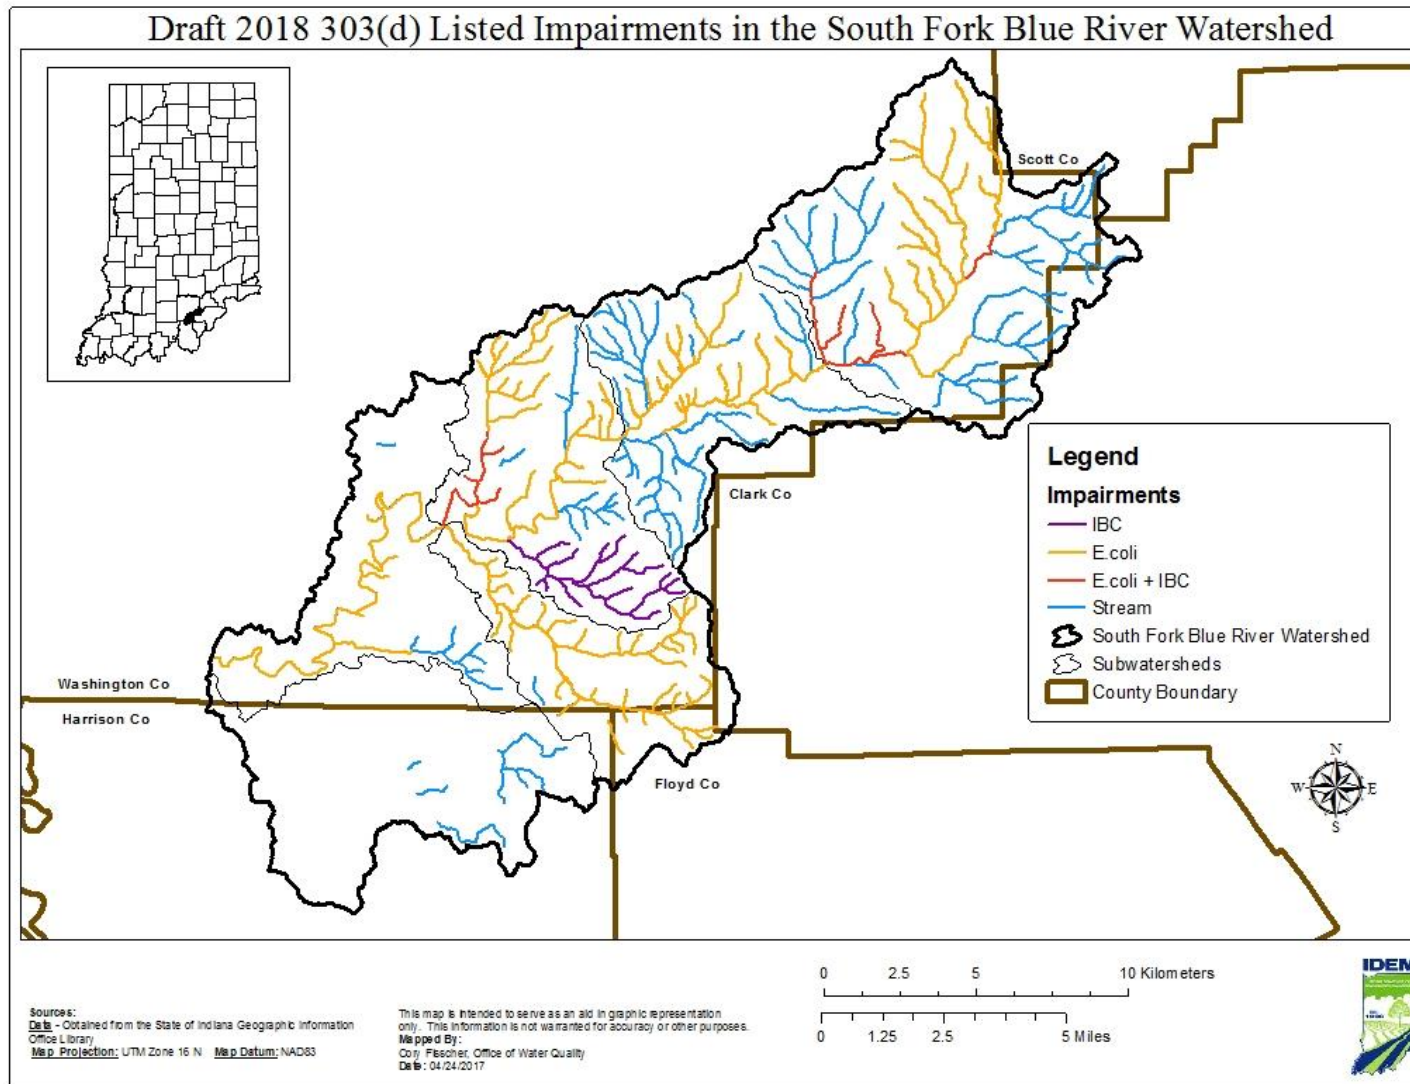 Draft 2018 303(d) Listed Impairments in the South Fork Blue River Watershed
Scott Co
Clark Co
Washington Co
Harrison Co
Floyd Co
Legend
Impairments
IBC
E.coli
E.coli + IBC
Stream
South Fork Blue River Watershed
Subwatersheds
County Boundary
N
W E
S
0 2.5 5 10 Kilometers
0 1.25 2.5 5 Miles
Sources:
Data - Obtained from the State of Indiana Geographic Information
Office Library
Map Projection: UTM Zone 16 N Map Datum: NAD83
This map is intended to serve as an aid in graphic representation
only. This information is not warranted for accuracy or other purposes.
Mapped By:
Cory Fisscher, Office of Water Quality
Date: 04/24/2017
IDEM